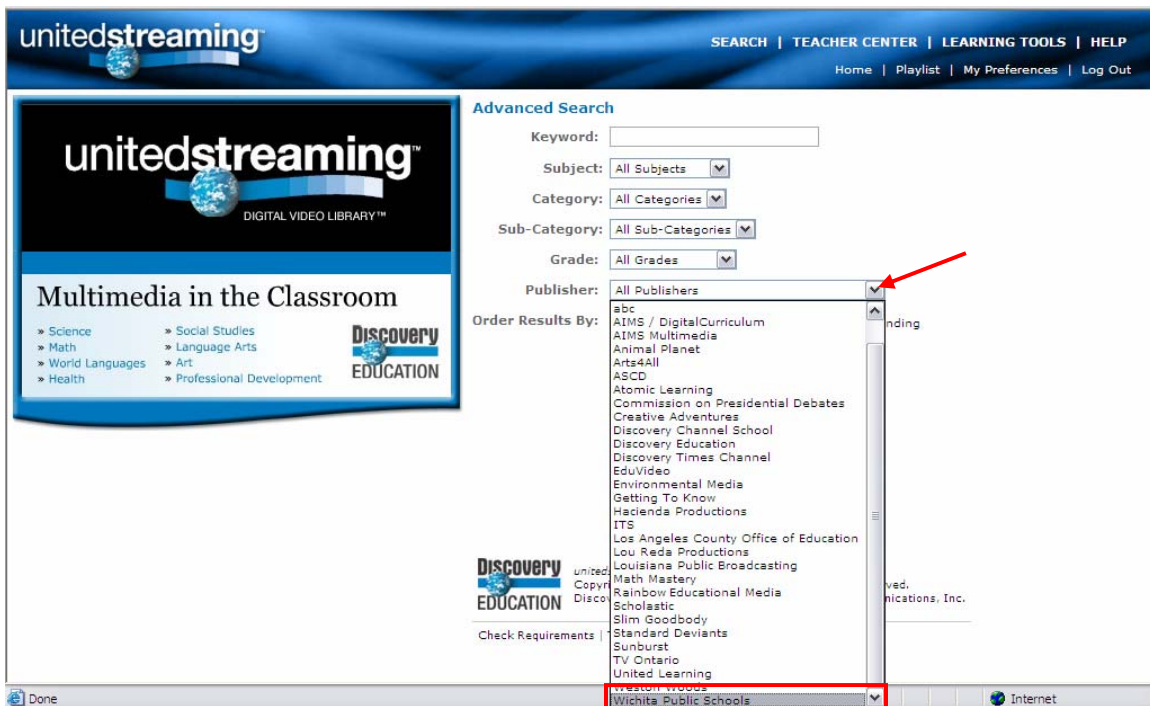 unitedstreaming
SEARCH | TEACHER CENTER | LEARNING TOOLS | HELP
Home | Playlist | My Preferences | Log Out
unitedstreaming™
DIGITAL VIDEO LIBRARY™
Multimedia in the Classroom
» Science
» Math
» World Languages
» Health
» Social Studies
» Language Arts
» Art
» Professional Development
Discovery
EDUCATION
Advanced Search
Keyword:
Subject: All Subjects
Category: All Categories
Sub-Category: All Sub-Categories
Grade: All Grades
Publisher: All Publishers
Order Results By: nding
abc
AIMS / DigitalCurriculum
AIMS Multimedia
Animal Planet
Arts4All
ASCD
Atomic Learning
Commission on Presidential Debates
Creative Adventures
Discovery Channel School
Discovery Education
Discovery Times Channel
EduVideo
Environmental Media
Getting To Know
Hacienda Productions
ITS
Los Angeles County Office of Education
Lou Reda Productions
Louisiana Public Broadcasting
Math Mastery
Rainbow Educational Media
Scholastic
Slim Goodbody
Standard Deviants
Sunburst
TV Ontario
United Learning
Weston Woods
Wichita Public Schools
Discovery
EDUCATION
united
Copyri ved.
Discov nications, Inc.
Check Requirements |
Done
Internet